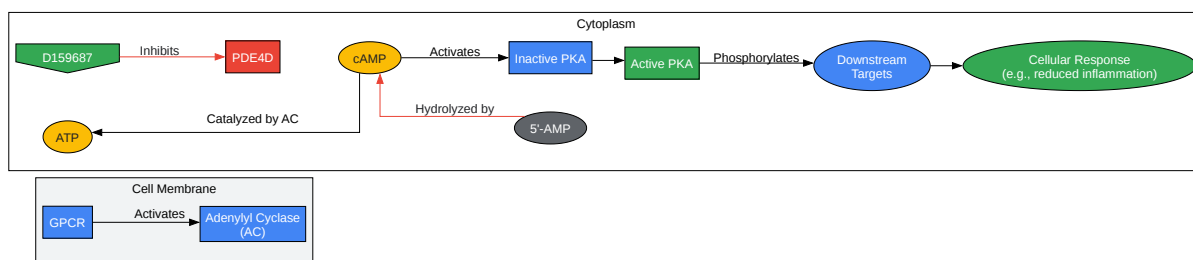 Cytoplasm
D159687
Inhibits
PDE4D
cAMP
Activates
Inactive PKA
Active PKA
Phosphorylates
Downstream
Targets
Cellular Response
(e.g., reduced inflammation)
Hydrolyzed by
5'-AMP
Catalyzed by AC
ATP
Cell Membrane
GPCR
Activates
Adenylyl Cyclase
(AC)